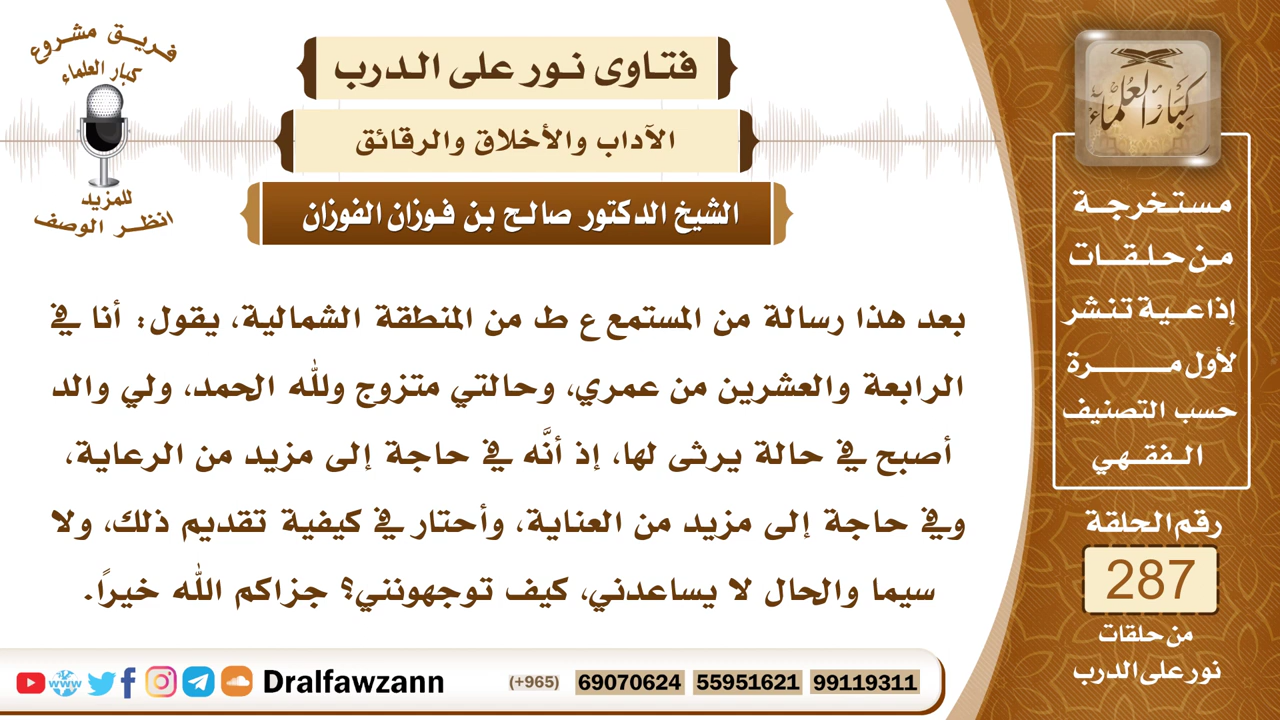 فريق مشروع
كبار العلماء
للمزيد
انظر الوصف
فتاوى نور على الدرب
الآداب والأخلاق والرقائق
الشيخ الدكتور صالح بن فوزان الفوزان
كبار العلماء
مستخرجة
من حلقات
إذاعية تنشر
لأول مرة
حسب التصنيف
الفقهي
رقم الحلقة
287
من حلقات
نور على الدرب
بعد هذا رسالة من المستمع ع ط من المنطقة الشمالية، يقول: أنا في
الرابعة والعشرين من عمري، وحالتي متزوج ولله الحمد، ولي والد
أصبح في حالة يرثى لها، إذ أنَّه في حاجة إلى مزيد من الرعاية،
وفي حاجة إلى مزيد من العناية، وأحتار في كيفية تقديم ذلك، ولا
سيما والحال لا يساعدني، كيف توجهونني؟ جزاكم الله خيراً.
www Dralfawzann (+965) 69070624 55951621 99119311